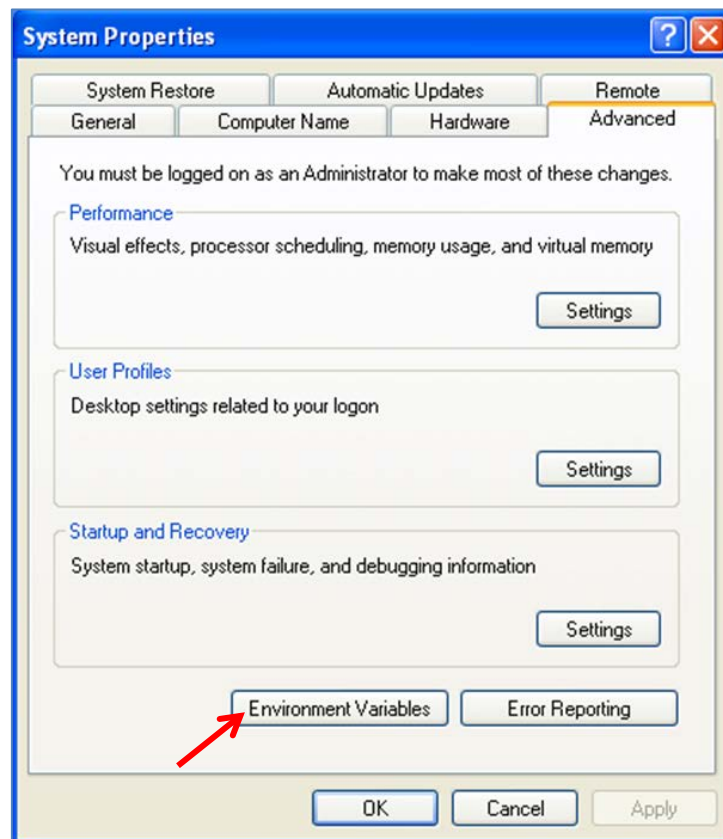 System Properties
System Restore Automatic Updates Remote
General Computer Name Hardware Advanced
You must be logged on as an Administrator to make most of these changes.
Performance
Visual effects, processor scheduling, memory usage, and virtual memory
Settings
User Profiles
Desktop settings related to your logon
Settings
Startup and Recovery
System startup, system failure, and debugging information
Settings
Environment Variables Error Reporting
OK Cancel Apply